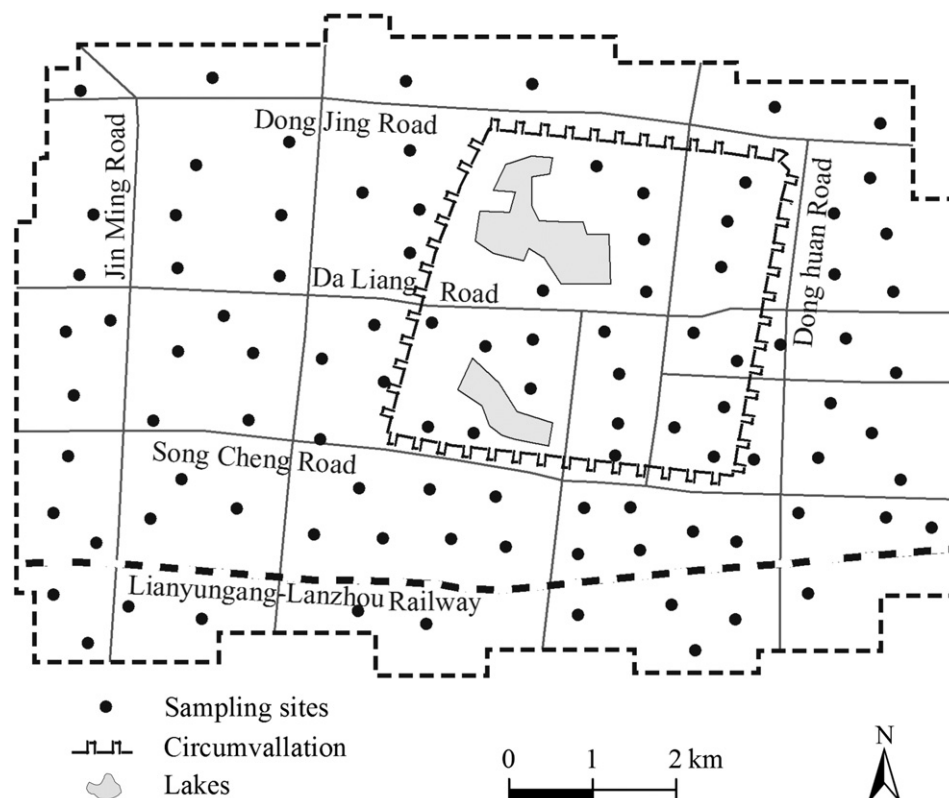 Dong Jing Road
Jin Ming Road
Dong huan Road
Da Liang Road
Song Cheng Road
Lianyungang-Lanzhou Railway
Sampling sites
Circumvallation
Lakes
0 1 2 km
N